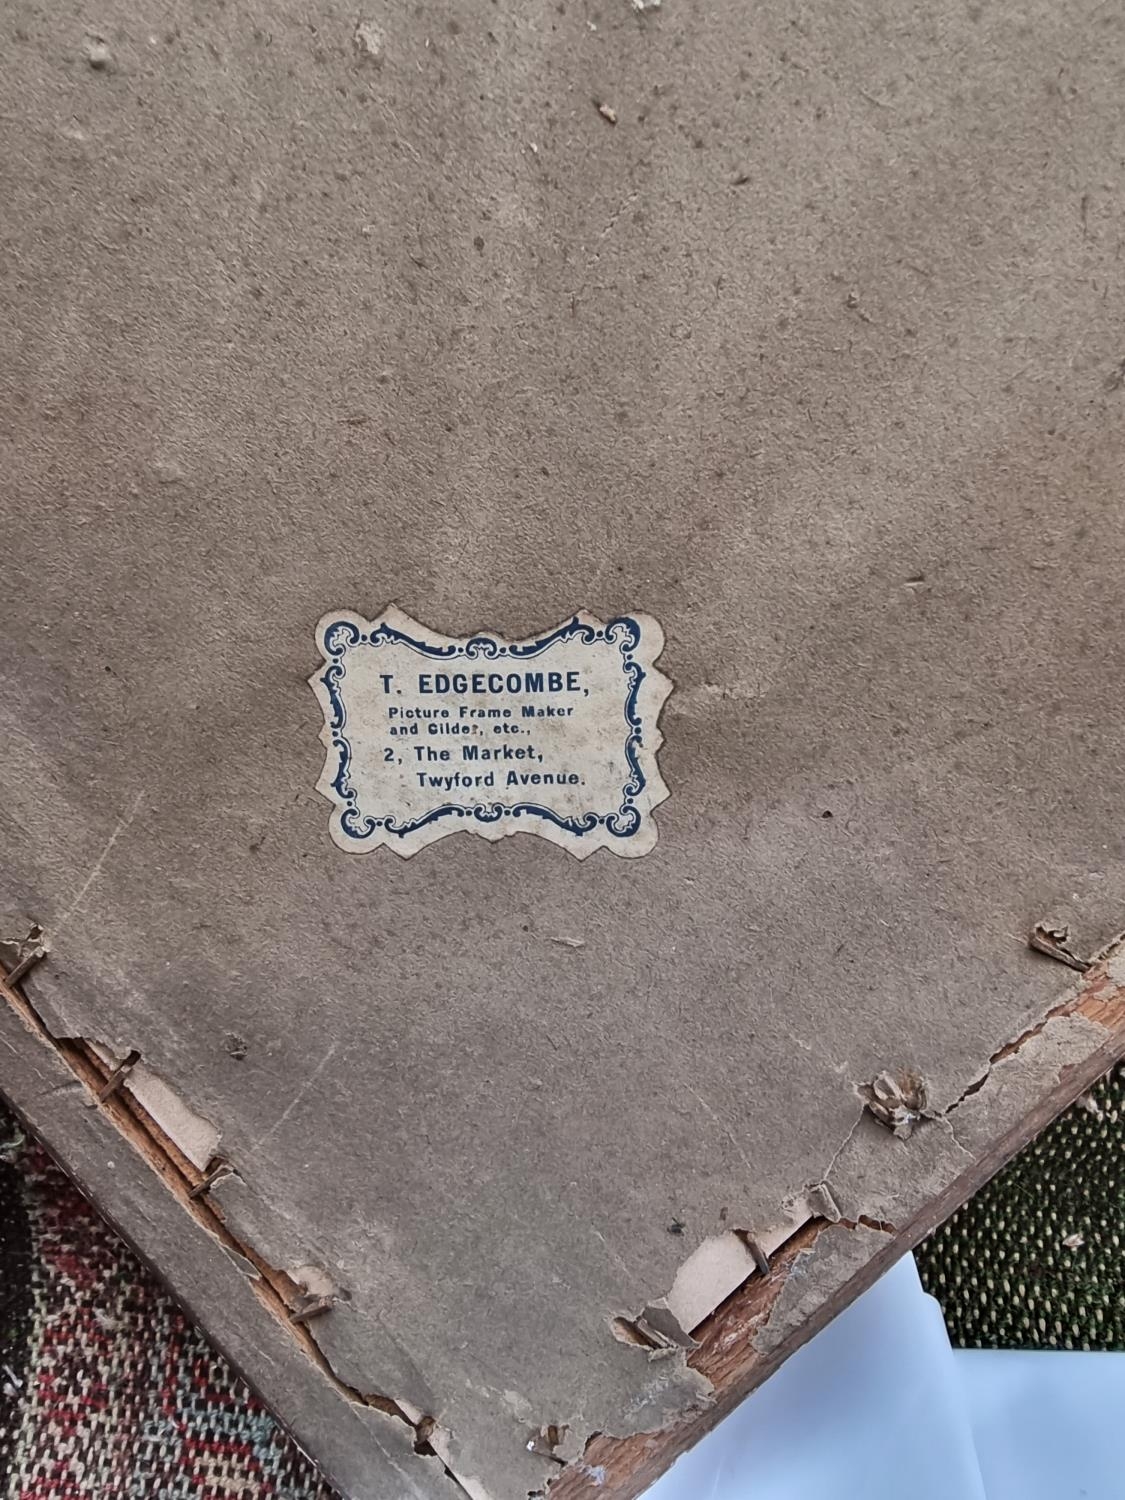 T. EDGECOMBE,
Picture Frame Maker
and Gilder, etc.,
2, The Market,
Twyford Avenue.